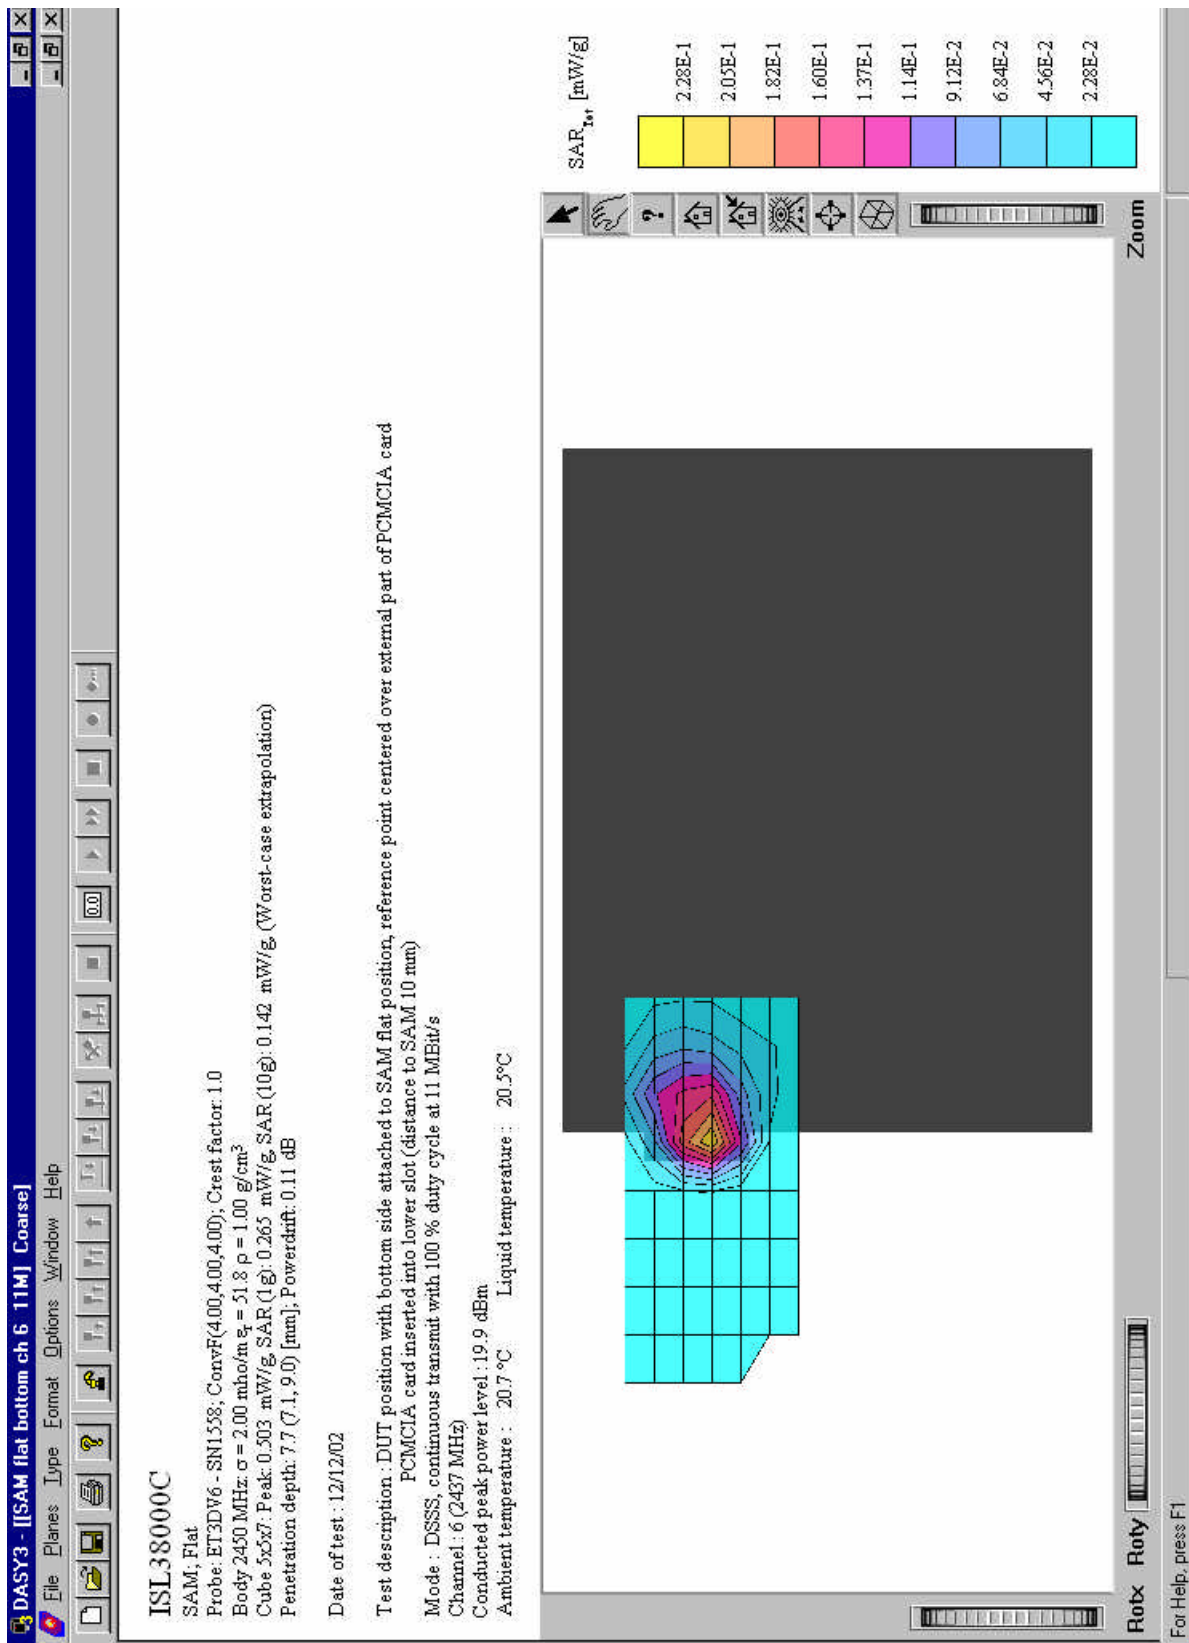 DASY3 - [[SAM flat bottom ch 6 11M] Coarse]
File Planes Type Format Options Window Help
0.0
ISL38000C
SAM; Flat
Probe: ET3DV6 - SN1558; ConvF(4.00,4.00,4.00); Crest factor: 1.0
Body 2450 MHz: σ = 2.00 mho/m εr = 51.8 ρ = 1.00 g/cm³
Cube 5x5x7: Peak: 0.503 mW/g, SAR (1g): 0.265 mW/g, SAR (10g): 0.142 mW/g, (Worst-case extrapolation)
Penetration depth: 7.7 (7.1, 9.0) [mm]; Powerdrift: 0.11 dB
Date of test : 12/12/02
Test description : DUT position with bottom side attached to SAM flat position, reference point centered over external part of PCMCIA card
PCMCIA card inserted into lower slot (distance to SAM 10 mm)
Mode : DSSS, continuous transmit with 100 % duty cycle at 11 MBit/s
Channel : 6 (2437 MHz)
Conducted peak power level : 19.9 dBm
Ambient temperature : 20.7 °C Liquid temperature : 20.5°C
SARTot [mW/g]
2.28E-1
2.05E-1
1.82E-1
1.60E-1
1.37E-1
1.14E-1
9.12E-2
6.84E-2
4.56E-2
2.28E-2
Rotx Roty Zoom
For Help, press F1